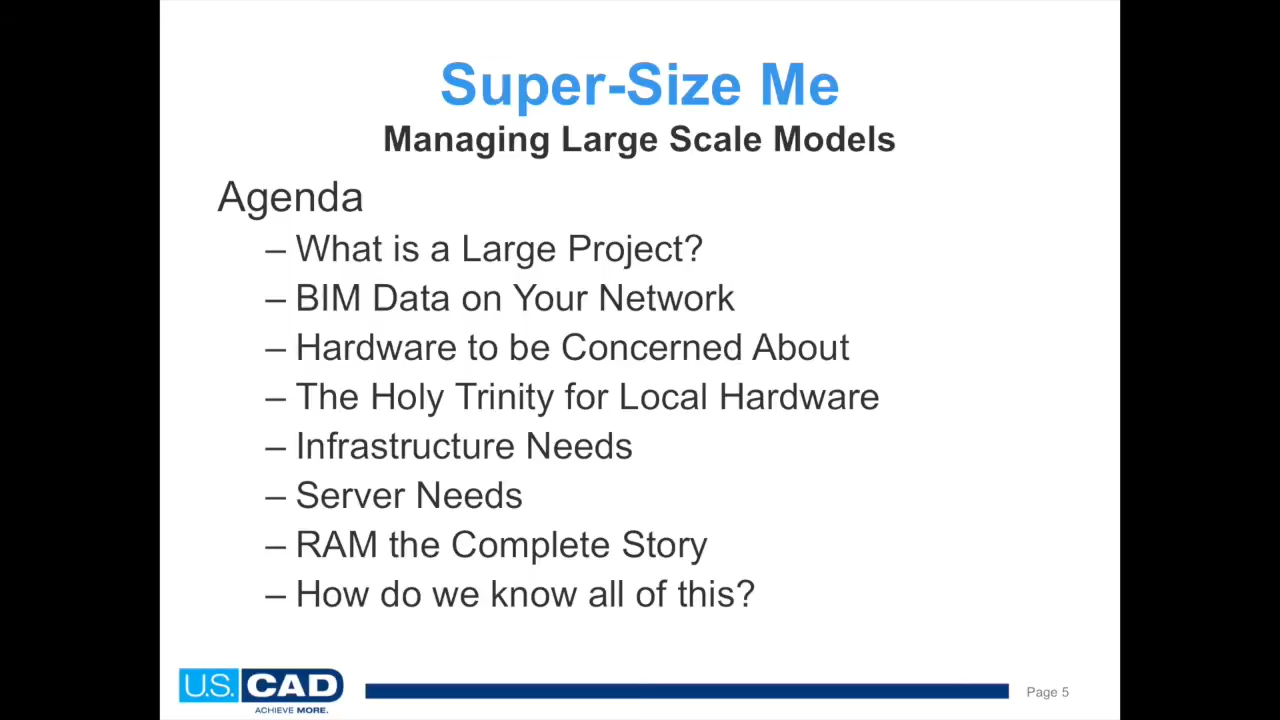 Super-Size Me
Managing Large Scale Models
Agenda
– What is a Large Project?
– BIM Data on Your Network
– Hardware to be Concerned About
– The Holy Trinity for Local Hardware
– Infrastructure Needs
– Server Needs
– RAM the Complete Story
– How do we know all of this?
U.S. CAD
ACHIEVE MORE.
Page 5